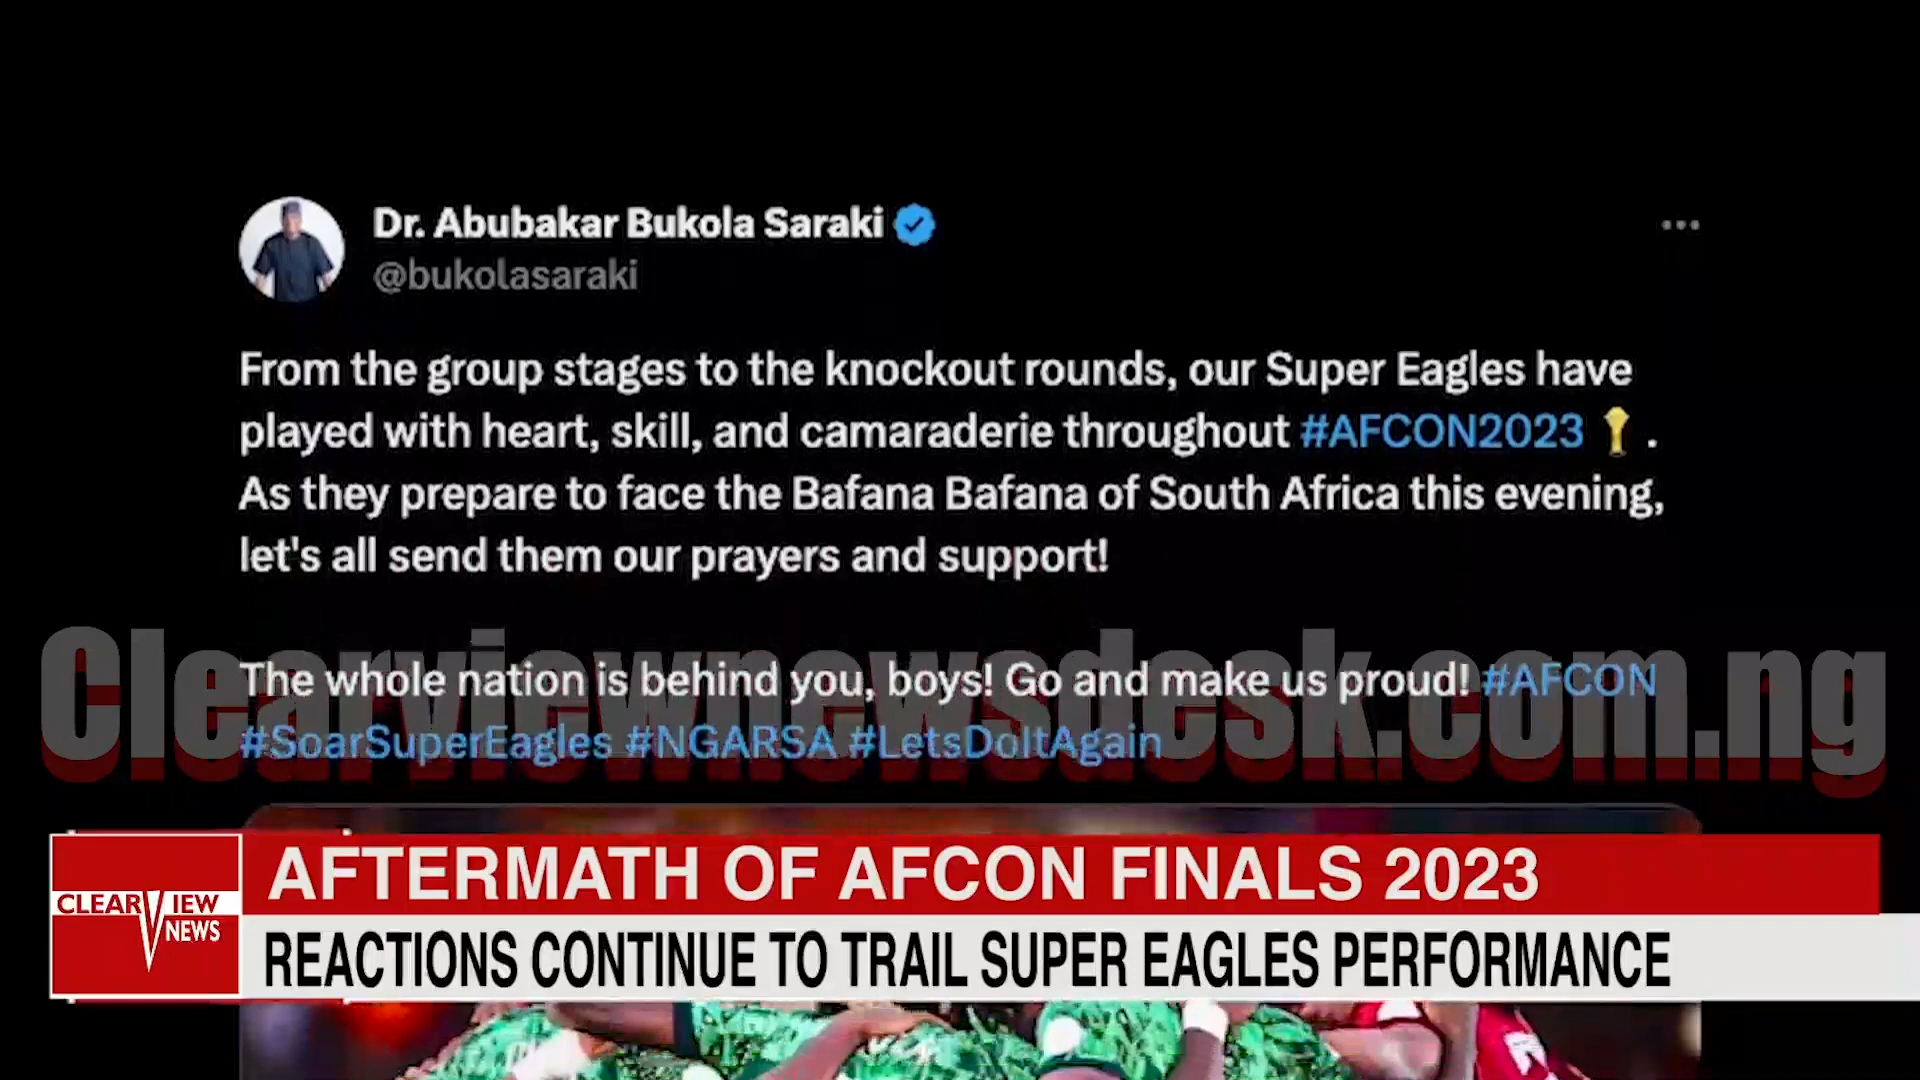 Dr. Abubakar Bukola Saraki
@bukolasaraki
From the group stages to the knockout rounds, our Super Eagles have
played with heart, skill, and camaraderie throughout #AFCON2023 .
As they prepare to face the Bafana Bafana of South Africa this evening,
let's all send them our prayers and support!
The whole nation is behind you, boys! Go and make us proud! #AFCON
#SoarSuperEagles #NGARSA #LetsDoItAgain
Clearviewnewsdesk.com.ng
AFTERMATH OF AFCON FINALS 2023
CLEARVIEW
NEWS
REACTIONS CONTINUE TO TRAIL SUPER EAGLES PERFORMANCE